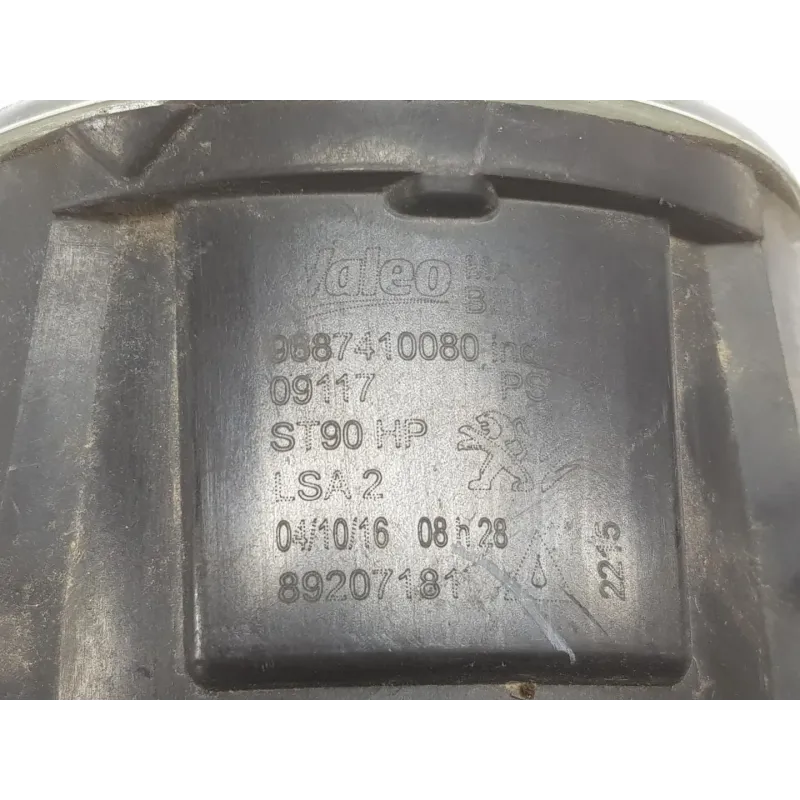 Valeo
9687410080
09117
ST90 HP
LSA 2
04/10/16 08 h 28
89207181
2215